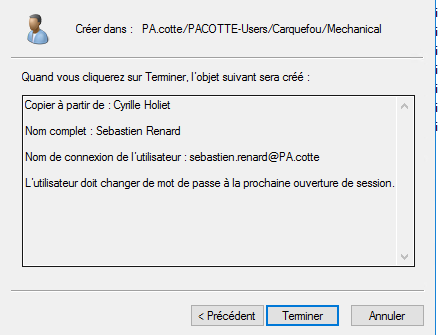 Créer dans : PA.cotte/PACOTTE-Users/Carquefou/Mechanical
Quand vous cliquerez sur Terminer, l'objet suivant sera créé :
Copier à partir de : Cyrille Holiet
Nom complet : Sebastien Renard
Nom de connexion de l'utilisateur : sebastien.renard@PA.cotte
L'utilisateur doit changer de mot de passe à la prochaine ouverture de session.
< Précédent Terminer Annuler